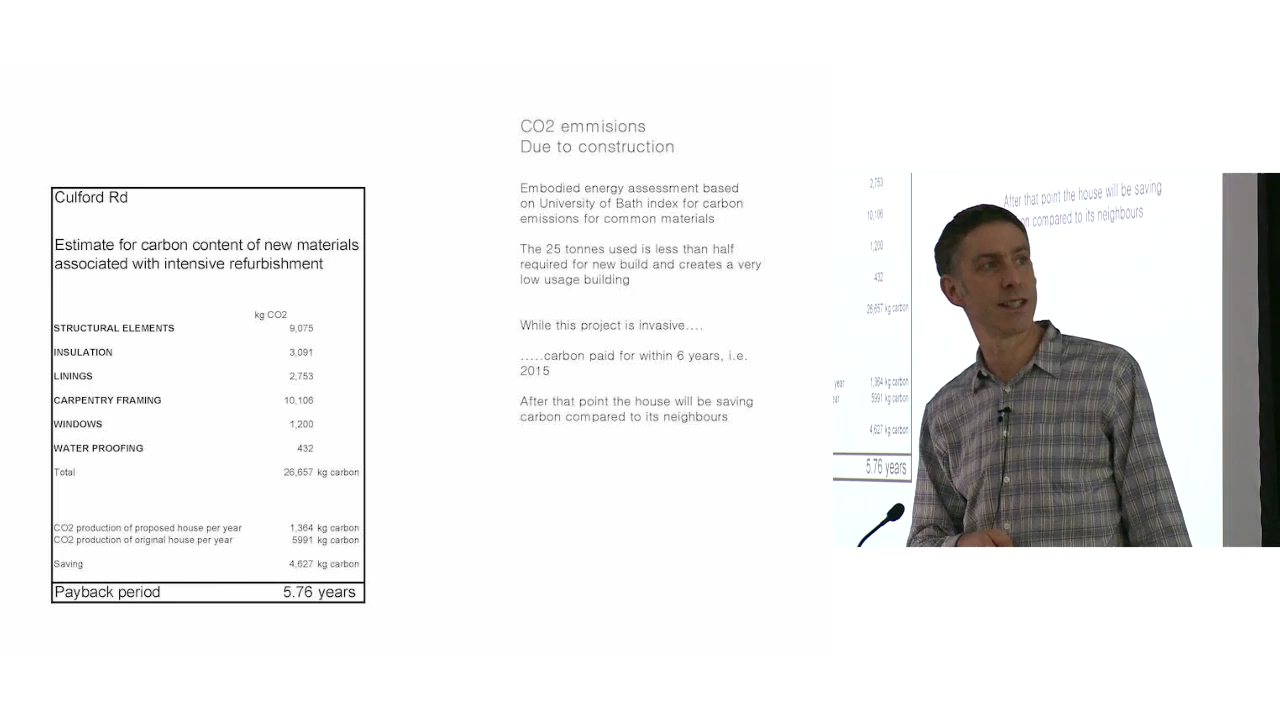 Culford Rd
Estimate for carbon content of new materials
associated with intensive refurbishment
kg CO2
STRUCTURAL ELEMENTS 9,075
INSULATION 3,091
LININGS 2,753
CARPENTRY FRAMING 10,106
WINDOWS 1,200
WATER PROOFING 432
Total 26,657 kg carbon
CO2 production of proposed house per year 1,364 kg carbon
CO2 production of original house per year 5991 kg carbon
Saving 4,627 kg carbon
Payback period 5.76 years
CO2 emmisions
Due to construction
Embodied energy assessment based
on University of Bath index for carbon
emissions for common materials
The 25 tonnes used is less than half
required for new build and creates a very
low usage building
While this project is invasive....
.....carbon paid for within 6 years, i.e.
2015
After that point the house will be saving
carbon compared to its neighbours
2,753
10,106
1,200
432
26,657 kg carbon
year 1,364 kg carbon
ar 5991 kg carbon
4,627 kg carbon
5.76 years
After that point the house will be saving
on compared to its neighbours